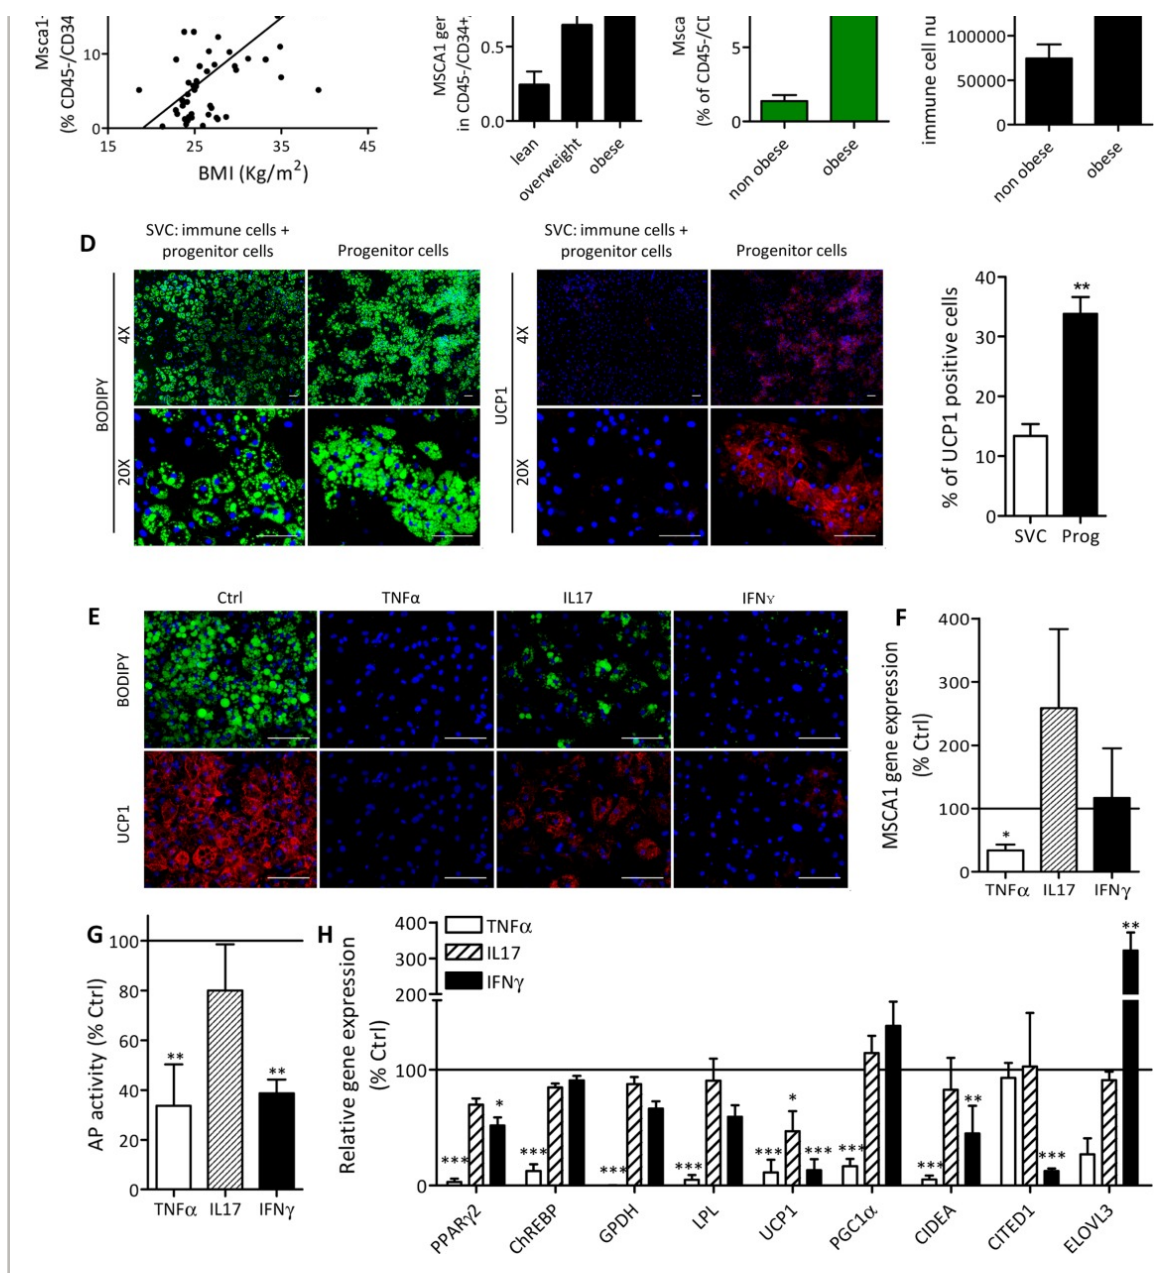 Msca1-
(% CD45-/CD34
10
0
15
25
35
45
BMI (Kg/m²)
MSCA1 ger
in CD45-/CD34+
0.5
0.0
lean
overweight
obese
Msca
(% of CD45-/CD
5
0
non obese
obese
immune cell nu
100000
50000
0
non obese
obese
D
SVC: immune cells +
progenitor cells
Progenitor cells
SVC: immune cells +
progenitor cells
Progenitor cells
BODIPY
4X
20X
UCP1
4X
20X
% of UCP1 positive cells
40
30
20
10
0
**
SVC
Prog
E
Ctrl
TNFα
IL17
IFNγ
BODIPY
UCP1
F
MSCA1 gene expression
(% Ctrl)
400
300
200
100
0
*
TNFα
IL17
IFNγ
G
AP activity (% Ctrl)
100
80
60
40
20
0
**
**
TNFα
IL17
IFNγ
H
Relative gene expression
(% Ctrl)
400
300
200
100
0
TNFα
IL17
IFNγ
***
*
***
***
***
***
*
***
***
***
**
***
**
PPARγ2
ChREBP
GPDH
LPL
UCP1
PGC1α
CIDEA
CITED1
ELOVL3